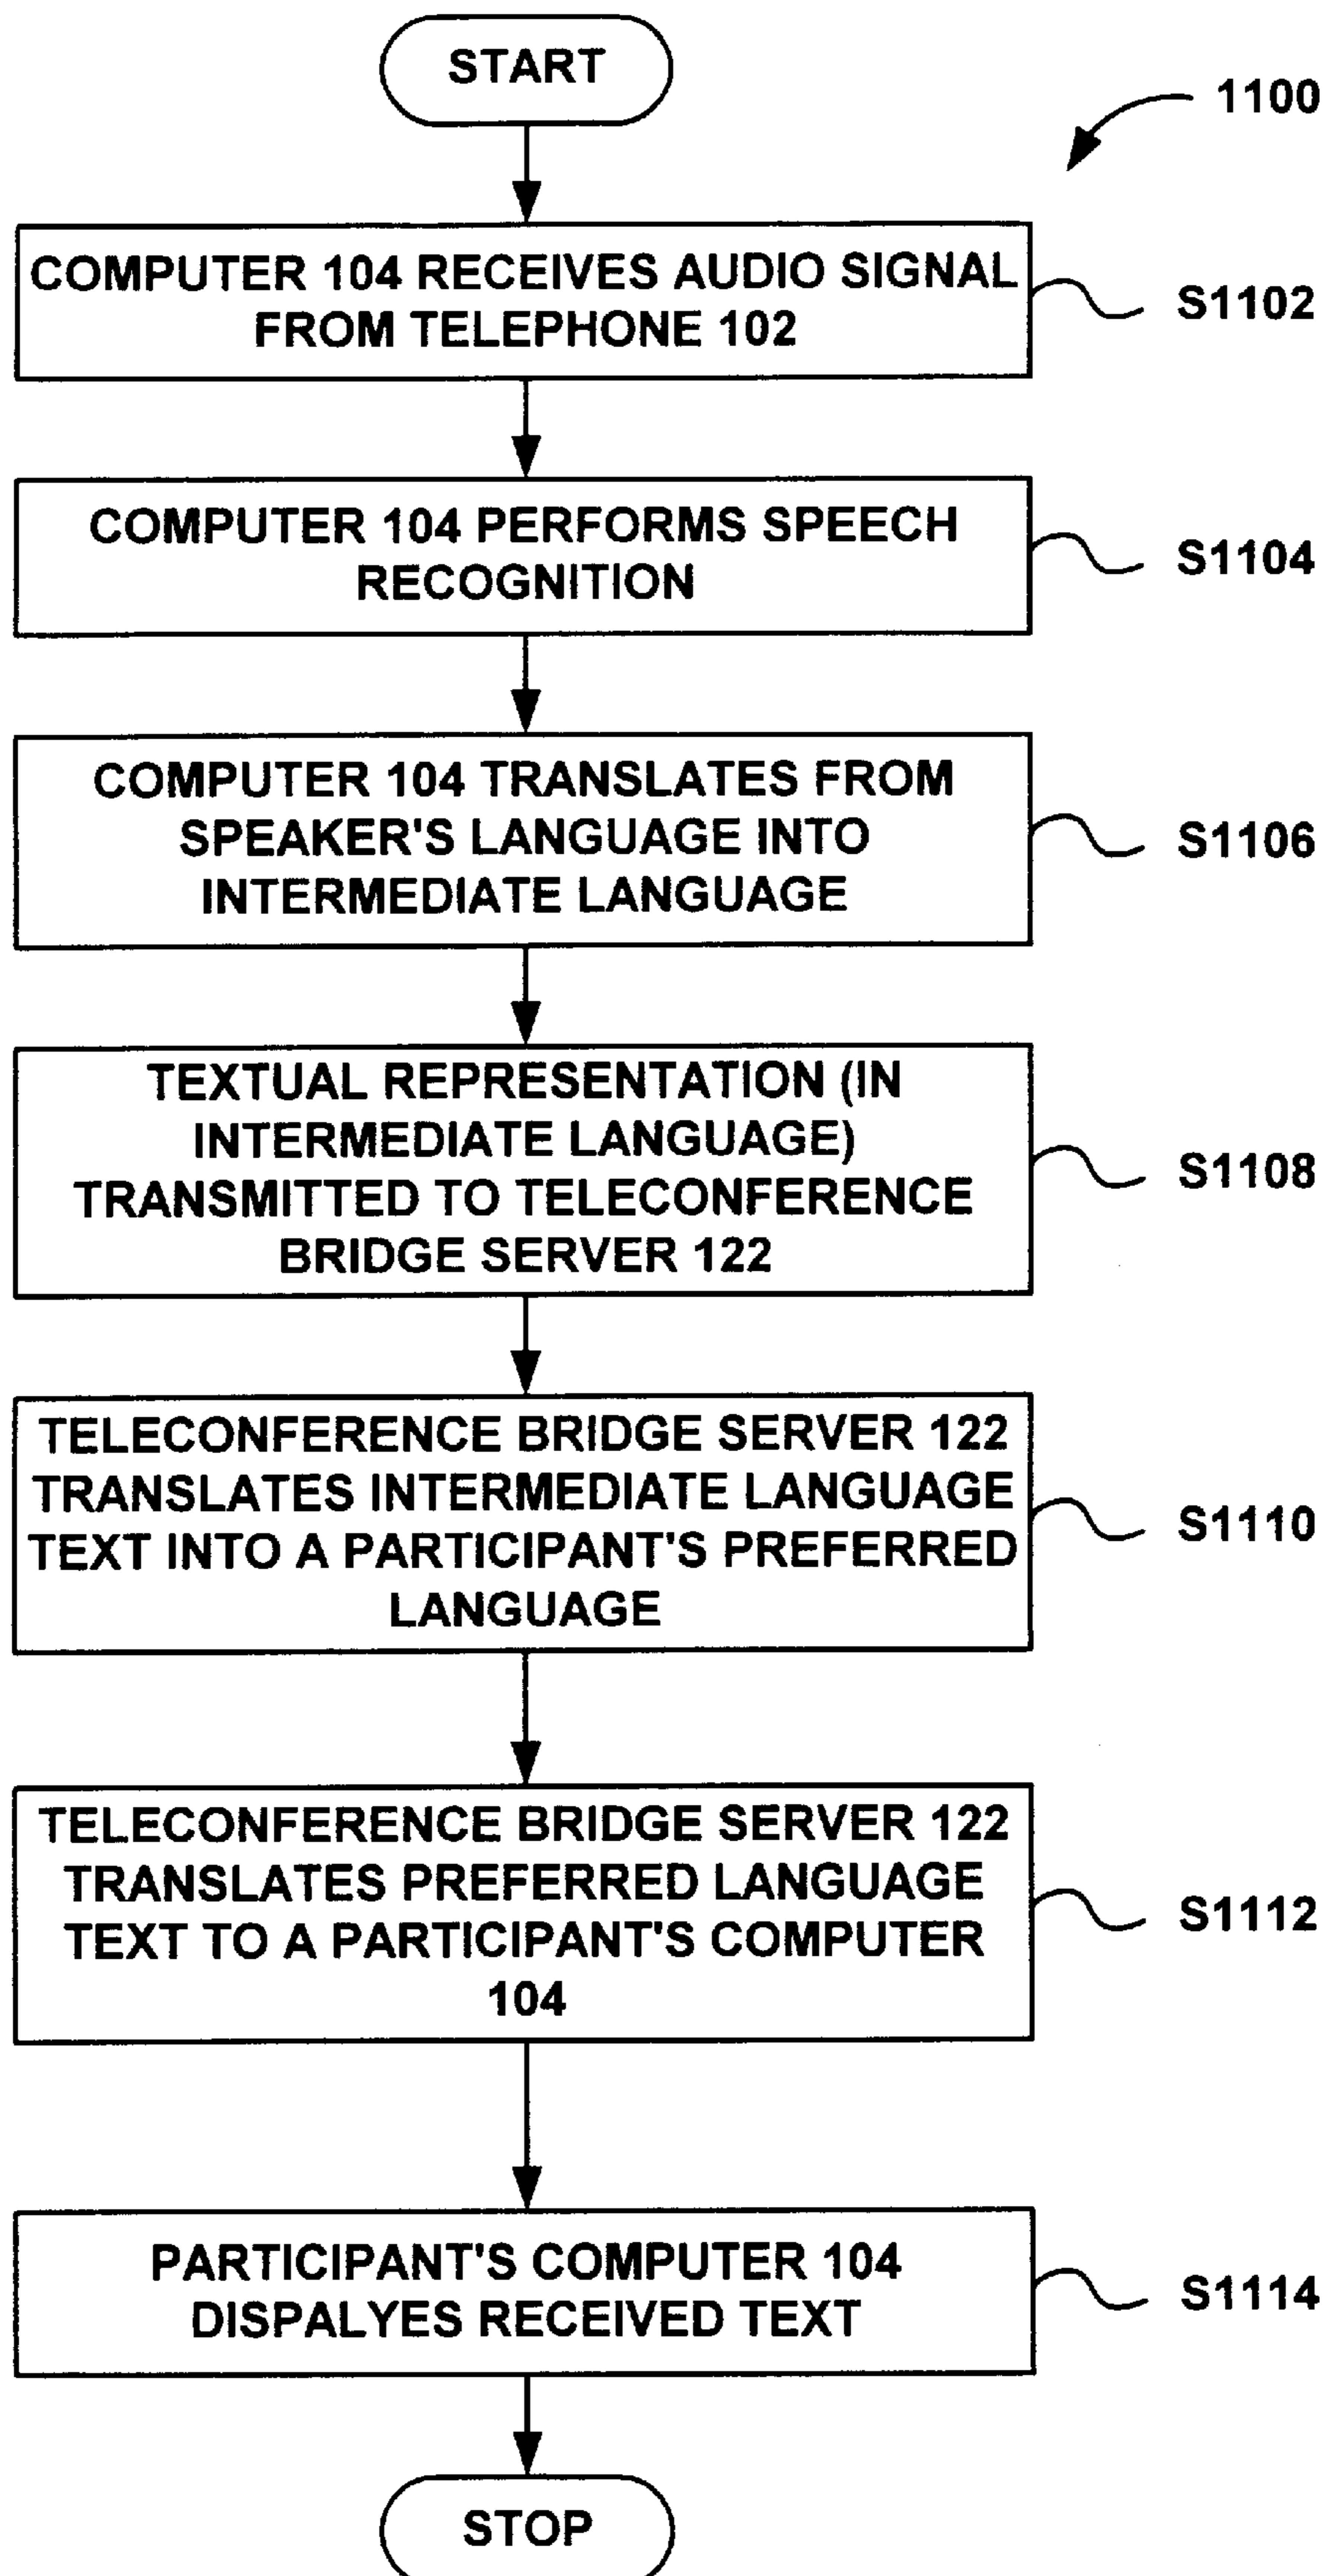 START
1100
COMPUTER 104 RECEIVES AUDIO SIGNAL
FROM TELEPHONE 102
S1102
COMPUTER 104 PERFORMS SPEECH
RECOGNITION
S1104
COMPUTER 104 TRANSLATES FROM
SPEAKER'S LANGUAGE INTO
INTERMEDIATE LANGUAGE
S1106
TEXTUAL REPRESENTATION (IN
INTERMEDIATE LANGUAGE)
TRANSMITTED TO TELECONFERENCE
BRIDGE SERVER 122
S1108
TELECONFERENCE BRIDGE SERVER 122
TRANSLATES INTERMEDIATE LANGUAGE
TEXT INTO A PARTICIPANT'S PREFERRED
LANGUAGE
S1110
TELECONFERENCE BRIDGE SERVER 122
TRANSLATES PREFERRED LANGUAGE
TEXT TO A PARTICIPANT'S COMPUTER
104
S1112
PARTICIPANT'S COMPUTER 104
DISPALYES RECEIVED TEXT
S1114
STOP